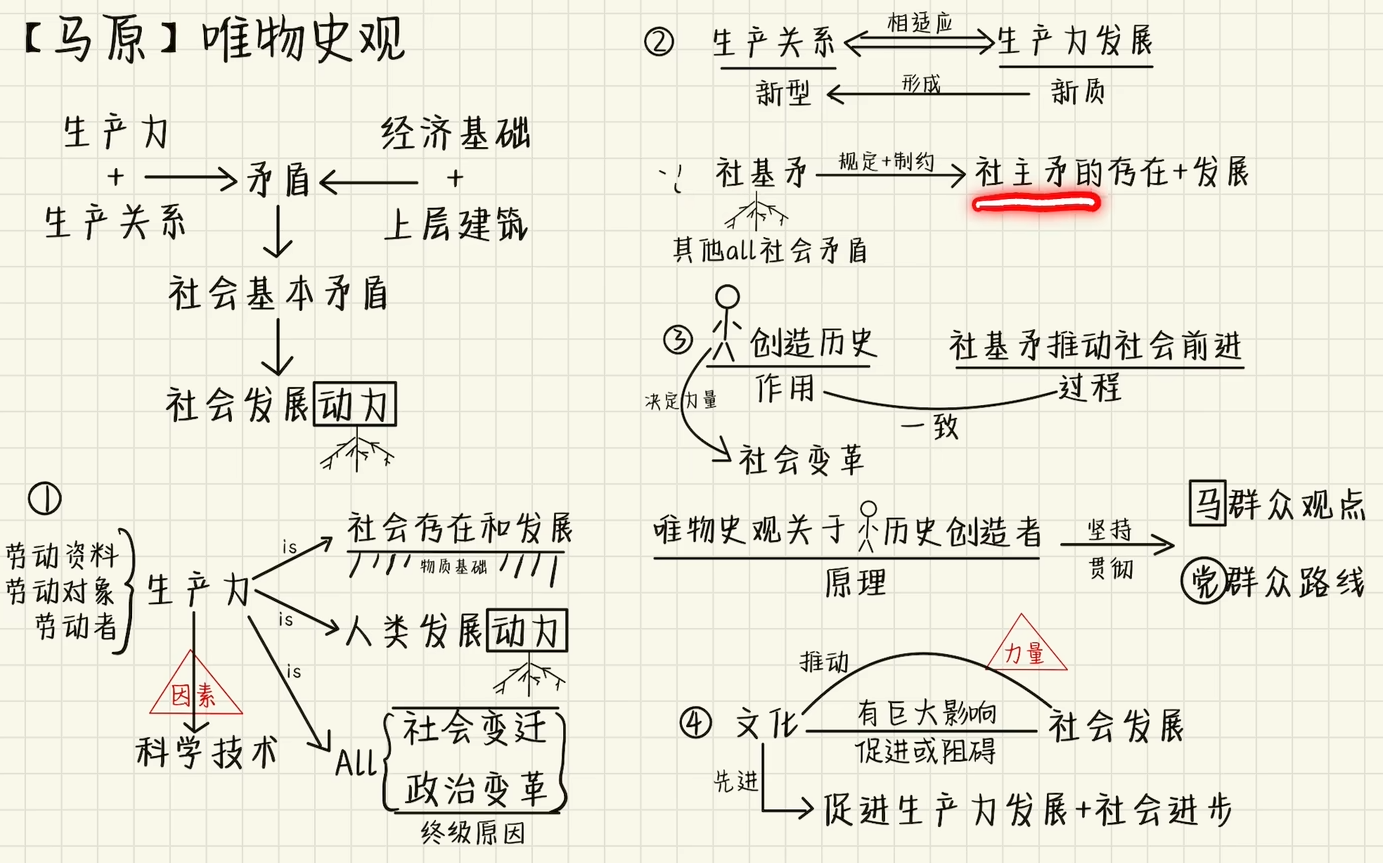 【马原】唯物史观
生产力
+
生产关系
矛盾
经济基础
+
上层建筑
社会基本矛盾
社会发展动力
①
劳动资料
劳动对象
劳动者
生产力
is
社会存在和发展
物质基础
is
人类发展动力
is
All
社会变迁
政治变革
终级原因
因素
科学技术
② 生产关系 相适应 生产力发展
新型 形成 新质
社基矛 规定+制约 社主矛的存在+发展
其他all社会矛盾
③ 创造历史 社基矛推动社会前进
作用 过程
一致
决定力量
社会变革
唯物史观关于 历史创造者
原理
坚持
贯彻
马群众观点
党群众路线
推动
力量
④ 文化 有巨大影响 社会发展
促进或阻碍
先进
促进生产力发展+社会进步